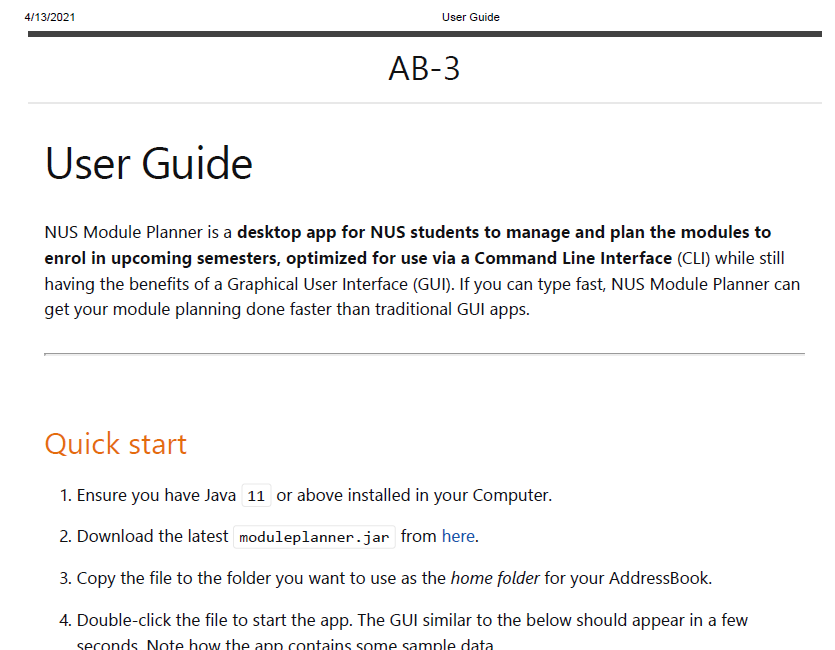 4/13/2021 User Guide
AB-3
User Guide
NUS Module Planner is a desktop app for NUS students to manage and plan the modules to
enrol in upcoming semesters, optimized for use via a Command Line Interface (CLI) while still
having the benefits of a Graphical User Interface (GUI). If you can type fast, NUS Module Planner can
get your module planning done faster than traditional GUI apps.
Quick start
1. Ensure you have Java 11 or above installed in your Computer.
2. Download the latest moduleplanner.jar from here.
3. Copy the file to the folder you want to use as the home folder for your AddressBook.
4. Double-click the file to start the app. The GUI similar to the below should appear in a few
seconds. Note how the app contains some sample data.